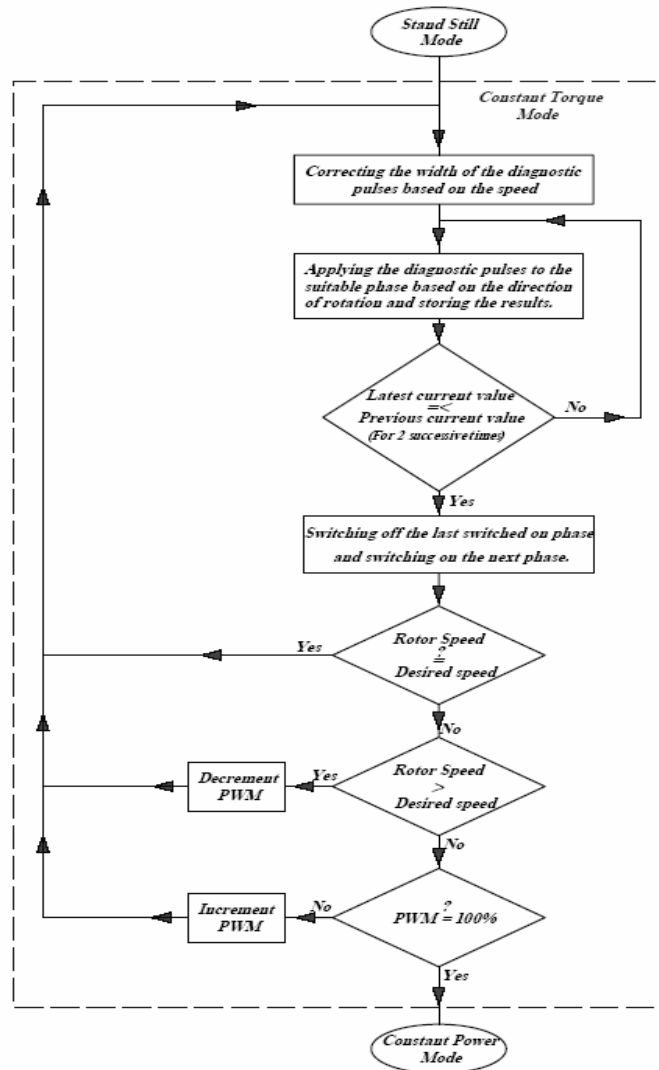 Stand Still
Mode
Constant Torque
Mode
Correcting the width of the diagnostic
pulses based on the speed
Applying the diagnostic pulses to the
suitable phase based on the direction
of rotation and storing the results.
Latest current value
=<
Previous current value
(For 2 successive times)
No
Yes
Switching off the last switched on phase
and switching on the next phase.
Rotor Speed
?
=
Desired speed
Yes
No
Rotor Speed
>
Desired speed
Yes
Decrement
PWM
No
?
PWM = 100%
No
Increment
PWM
Yes
Constant Power
Mode